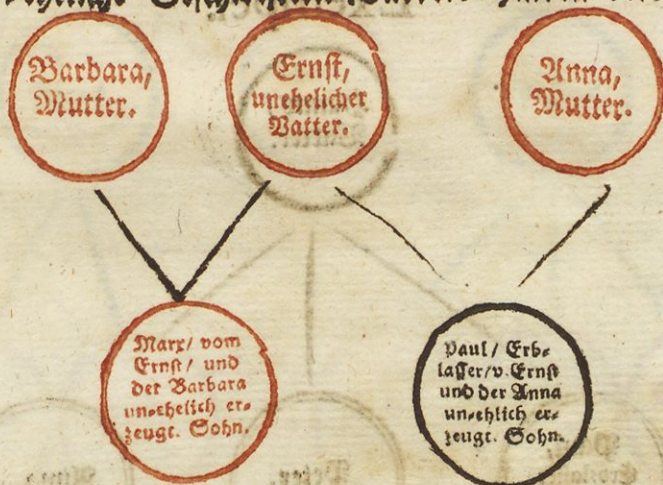 Barbara,
Mutter.
Ernst,
unehelicher
Vatter.
Anna,
Mutter.
Marx/ vom
Ernst/ und
der Barbara
un-ehelich er-
zeugt. Sohn.
Paul/ Erb-
lasser/v. Ernst
und der Anna
un-ehlich er-
zeugt. Sohn.